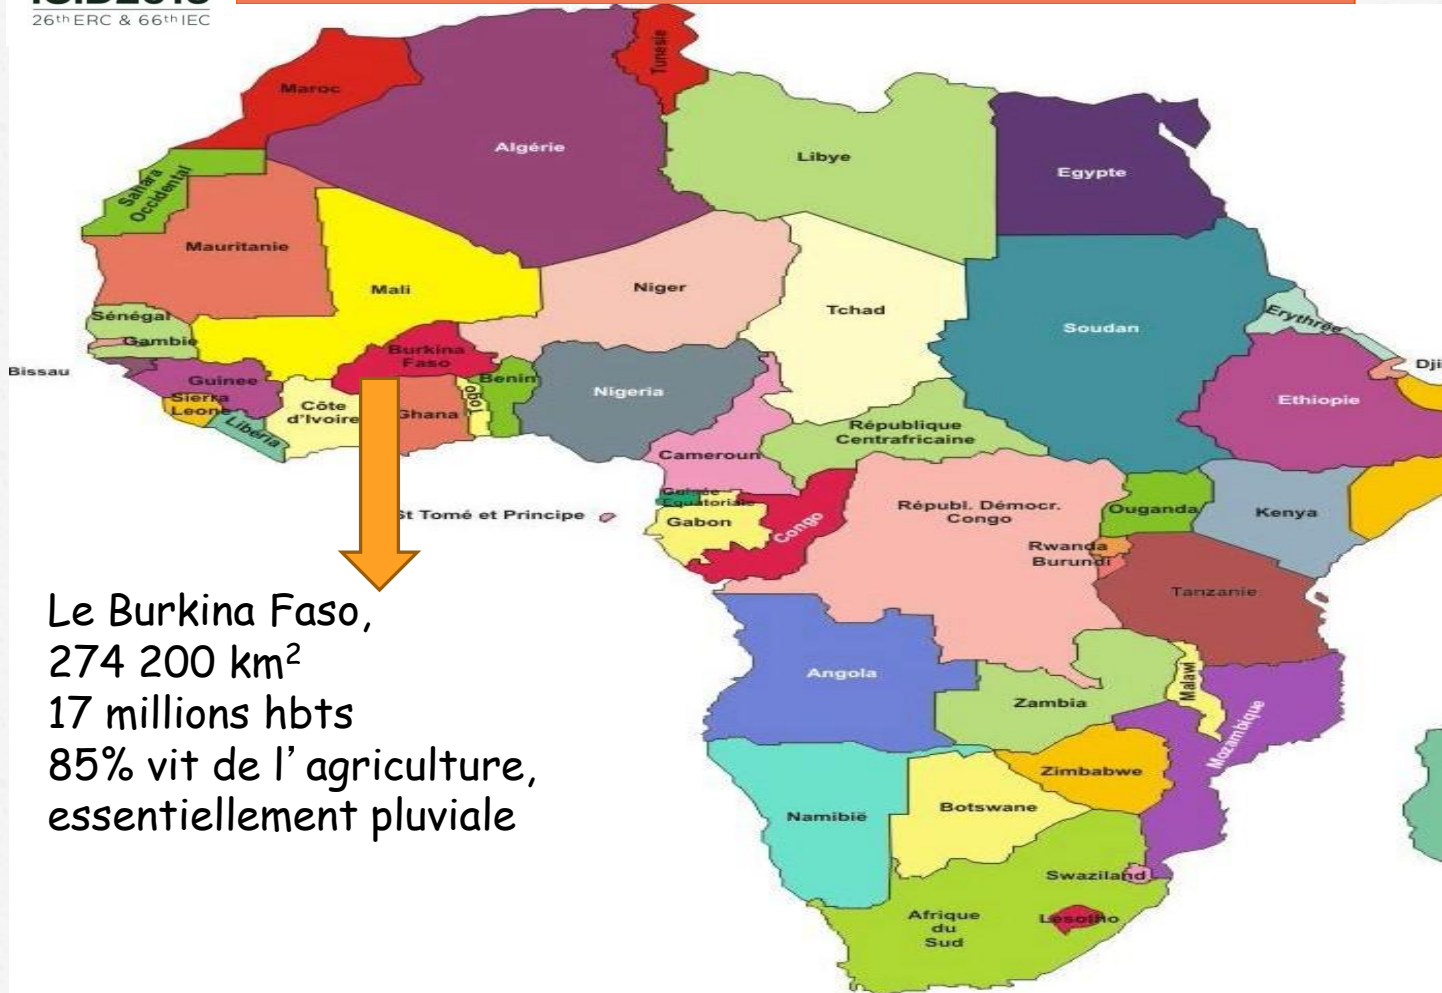 26th ERC & 66th IEC
Maroc
Tunisie
Algérie
Libye
Egypte
Sahara
Occidental
Mauritanie
Mali
Niger
Tchad
Soudan
Erythrée
Sénégal
Gambie
Bissau
Guinee
Sierra
Leone
Liberia
Côte
d'Ivoire
Burkina
Faso
Ghana
Togo
Benin
Nigeria
Cameroun
République
Centrafricaine
Ethiopie
Dji
Guinée
Equatoriale
St Tomé et Principe
Gabon
Congo
Républ. Démocr.
Congo
Ouganda
Kenya
Rwanda
Burundi
Tanzanie
Angola
Zambia
Malawi
Mozambique
Zimbabwe
Namibië
Botswane
Swaziland
Lesotho
Afrique
du
Sud
Le Burkina Faso,
274 200 km²
17 millions hbts
85% vit de l’agriculture,
essentiellement pluviale